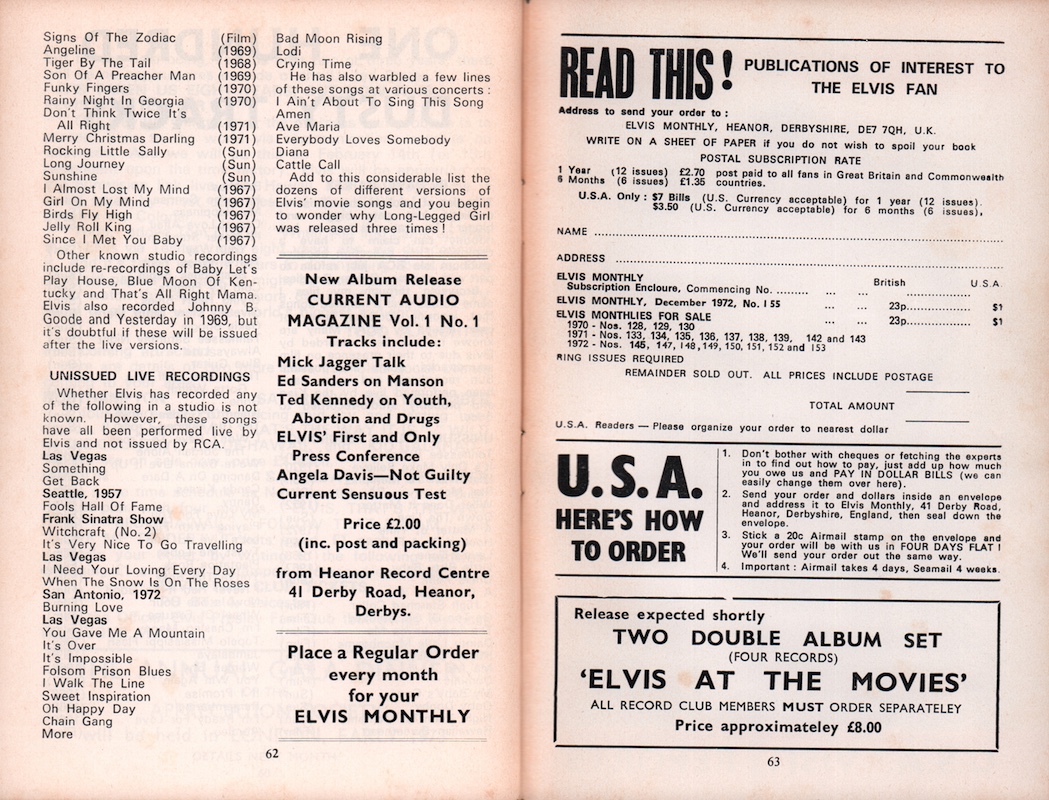 Signs Of The Zodiac (Film)
Angeline (1969)
Tiger By The Tail (1968)
Son Of A Preacher Man (1969)
Funky Fingers (1970)
Rainy Night In Georgia (1970)
Don't Think Twice It's
All Right (1971)
Merry Christmas Darling (1971)
Rocking Little Sally (Sun)
Long Journey (Sun)
Sunshine (Sun)
I Almost Lost My Mind (1967)
Girl On My Mind (1967)
Birds Fly High (1967)
Jelly Roll King (1967)
Since I Met You Baby (1967)
Other known studio recordings
include re-recordings of Baby Let's
Play House, Blue Moon Of Ken-
tucky and That's All Right Mama.
Elvis also recorded Johnny B.
Goode and Yesterday in 1969, but
it's doubtful if these will be issued
after the live versions.
UNISSUED LIVE RECORDINGS
Whether Elvis has recorded any
of the following in a studio is not
known. However, these songs
have all been performed live by
Elvis and not issued by RCA.
Las Vegas
Something
Get Back
Seattle, 1957
Fools Hall Of Fame
Frank Sinatra Show
Witchcraft (No. 2)
It's Very Nice To Go Travelling
Las Vegas
I Need Your Loving Every Day
When The Snow Is On The Roses
San Antonio, 1972
Burning Love
Las Vegas
You Gave Me A Mountain
It's Over
It's Impossible
Folsom Prison Blues
I Walk The Line
Sweet Inspiration
Oh Happy Day
Chain Gang
More
Bad Moon Rising
Lodi
Crying Time
He has also warbled a few lines
of these songs at various concerts :
I Ain't About To Sing This Song
Amen
Ave Maria
Everybody Loves Somebody
Diana
Cattle Call
Add to this considerable list the
dozens of different versions of
Elvis' movie songs and you begin
to wonder why Long-Legged Girl
was released three times !
New Album Release
CURRENT AUDIO
MAGAZINE Vol. 1 No. 1
Tracks include:
Mick Jagger Talk
Ed Sanders on Manson
Ted Kennedy on Youth,
Abortion and Drugs
ELVIS' First and Only
Press Conference
Angela Davis—Not Guilty
Current Sensuous Test
Price £2.00
(inc. post and packing)
from Heanor Record Centre
41 Derby Road, Heanor,
Derbys.
Place a Regular Order
every month
for your
ELVIS MONTHLY
62
READ THIS !
PUBLICATIONS OF INTEREST TO
THE ELVIS FAN
Address to send your order to :
ELVIS MONTHLY, HEANOR, DERBYSHIRE, DE7 7QH, U.K.
WRITE ON A SHEET OF PAPER if you do not wish to spoil your book
POSTAL SUBSCRIPTION RATE
1 Year (12 issues) £2.70 post paid to all fans in Great Britain and Commonwealth
6 Months (6 issues) £1.35 countries.
U.S.A. Only : $7 Bills (U.S. Currency acceptable) for 1 year (12 issues).
$3.50 (U.S. Currency acceptable) for 6 months (6 issues),
NAME
ADDRESS
ELVIS MONTHLY British U.S.A.
Subscription Encloure, Commencing No. ......... ... ...
ELVIS MONTHLY, December 1972, No. 155 ... ... 23p................ $1
ELVIS MONTHLIES FOR SALE ... ... 23p................ $1
1970 - Nos. 128, 129, 130
1971 - Nos. 133, 134, 135, 136, 137, 138, 139, 142 and 143
1972 - Nos. 145, 147, 148, 149, 150, 151, 152 and 153
RING ISSUES REQUIRED
REMAINDER SOLD OUT. ALL PRICES INCLUDE POSTAGE
TOTAL AMOUNT
U.S.A. Readers — Please organize your order to nearest dollar
U.S.A.
HERE'S HOW
TO ORDER
1. Don't bother with cheques or fetching the experts
in to find out how to pay, just add up how much
you owe us and PAY IN DOLLAR BILLS (we can
easily change them over here).
2. Send your order and dollars inside an envelope
and address it to Elvis Monthly, 41 Derby Road,
Heanor, Derbyshire, England, then seal down the
envelope.
3. Stick a 20c Airmail stamp on the envelope and
your order will be with us in FOUR DAYS FLAT !
We'll send your order out the same way.
4. Important : Airmail takes 4 days, Seamail 4 weeks.
Release expected shortly
TWO DOUBLE ALBUM SET
(FOUR RECORDS)
'ELVIS AT THE MOVIES'
ALL RECORD CLUB MEMBERS MUST ORDER SEPARATELEY
Price approximateley £8.00
63